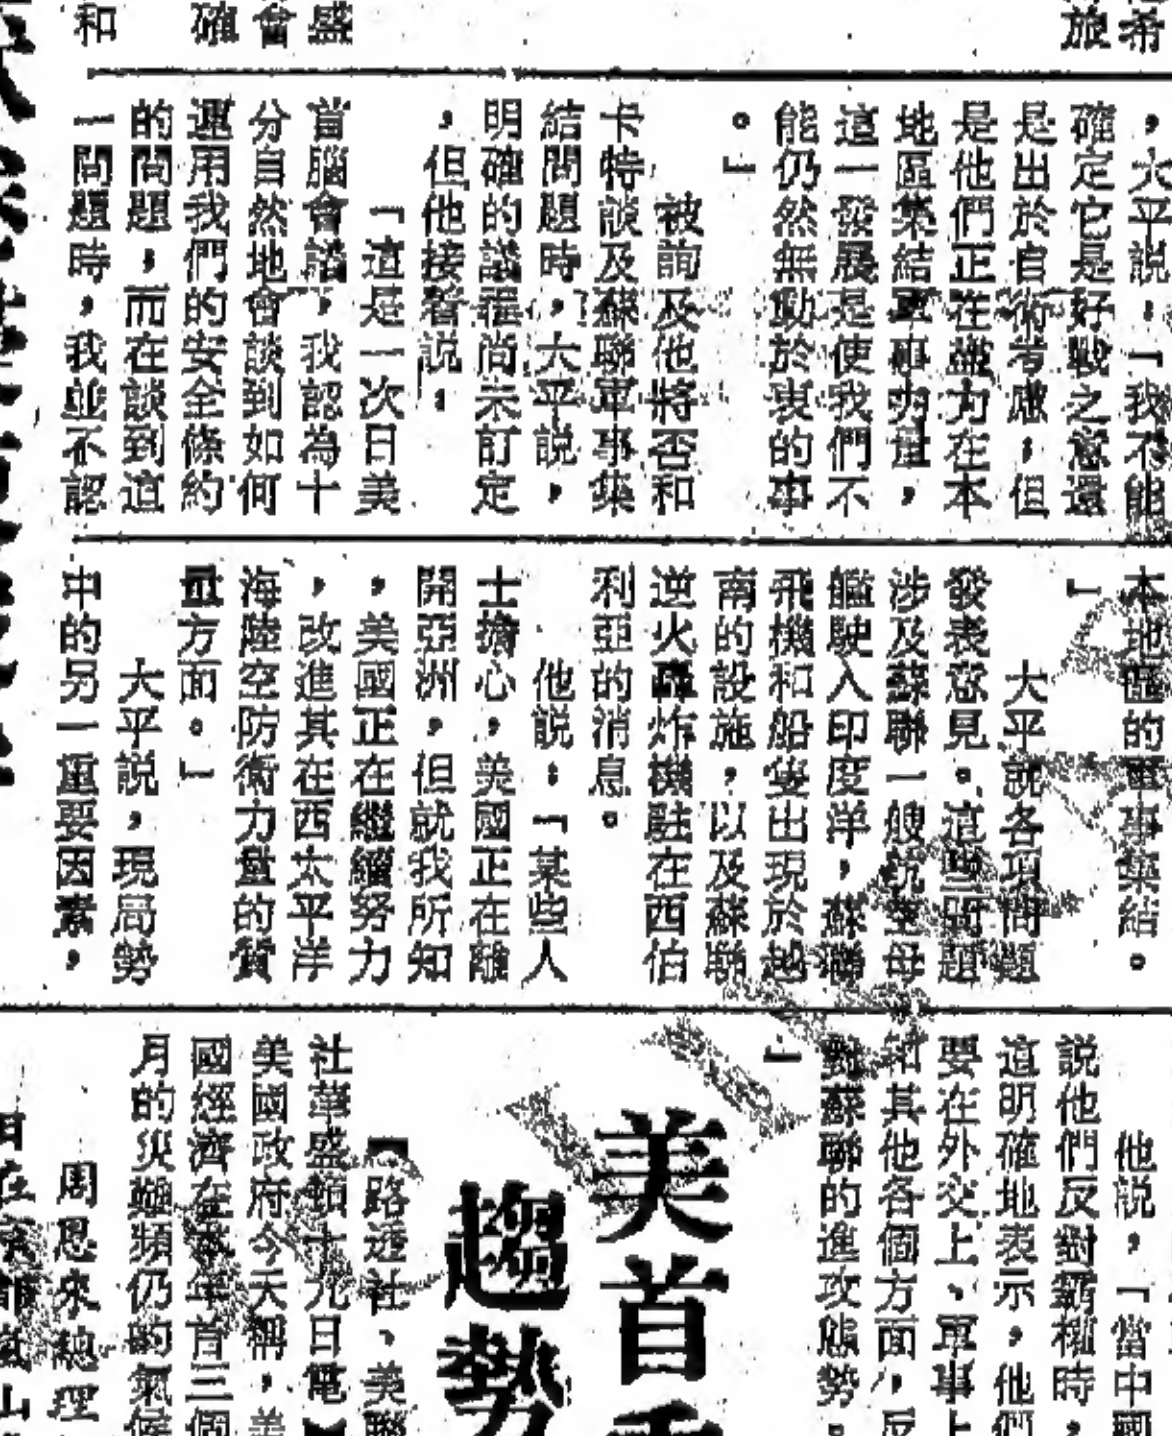 希
旅
盛
會
確
和
，大平說，「我不能
確定它是好戰之意還
是出於自衛考慮，但
是他們正在盡力在本
地區集結軍事力量，
這一發展是使我們不
能仍然無動於衷的事
。」
被詢及他將否和
卡特談及蘇聯軍事集
結問題時，大平說，
明確的議程尚未訂定
，但他接着說：
「這是一次日美
首腦會談，我認為十
分自然地會談到如何
運用我們的安全條約
的問題，而在談到這
一問題時，我並不認
本地區的軍事集結。
」
大平就各項問題
發表意見。這些問題
涉及蘇聯一艘航空母
艦駛入印度洋，蘇聯
飛機和船隻出現於越
南的設施，以及蘇聯
逆火轟炸機駐在西伯
利亞的消息。
他說：「某些人
士擔心，美國正在離
開亞洲，但就我所知
，美國正在繼續努力
，改進其在西太平洋
海陸空防衛力量的質
量方面。」
大平說，現局勢
中的另一重要因素，
他說，「當中國
說他們反對霸權時，
這明確地表示，他們
要在外交上、軍事上
和其他各個方面，反
對蘇聯的進攻態勢。
」
美首
趨勢
【路透社、美聯
社華盛頓十九日電】
美國政府今天稱，美
國經濟在本年首三個
月的災難頻仍的氣候
周恩來總理